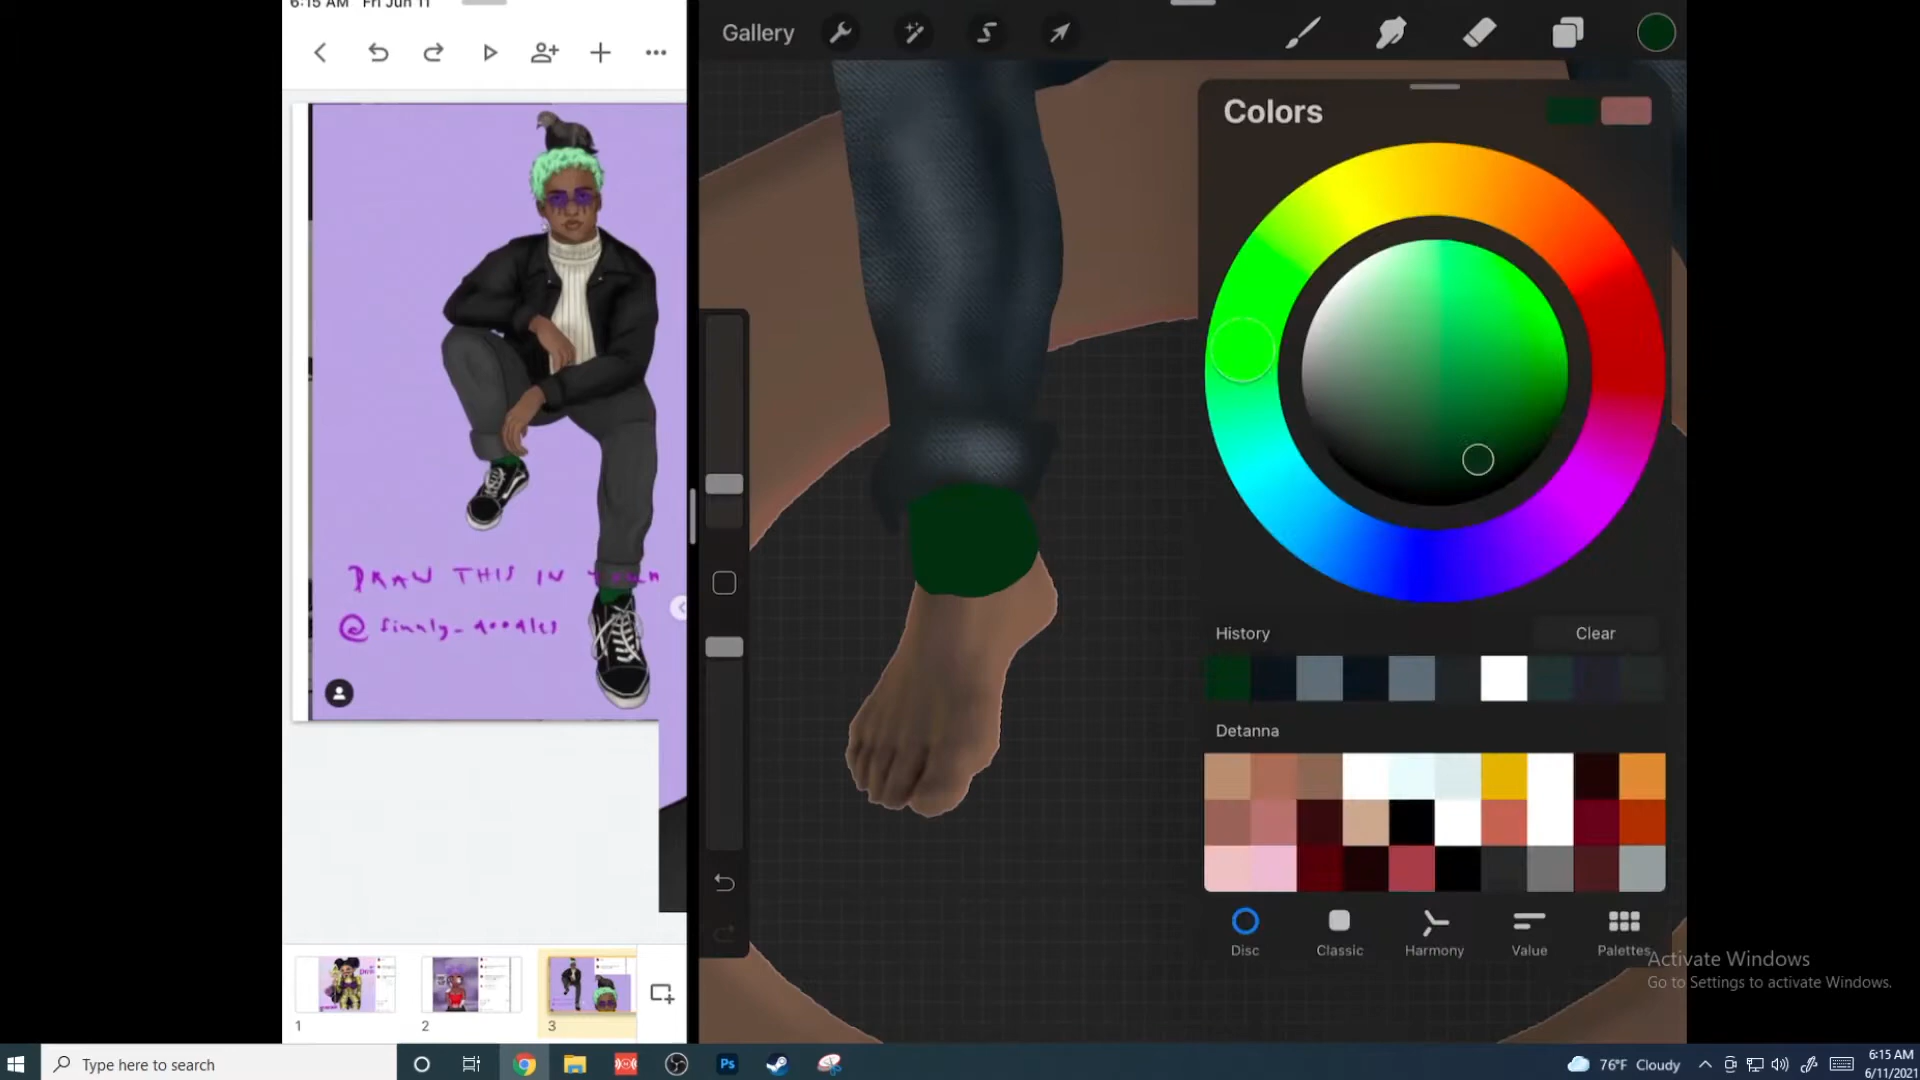 6:15 AM Fri Jun 11
Gallery
Colors
DRAW THIS IN
@
History
Clear
Detanna
Disc
Classic
Harmony
Value
Palettes
Activate Windows
Go to Settings to activate Windows.
1
2
3
Type here to search
Ps
76°F Cloudy
6:15 AM
6/11/2021